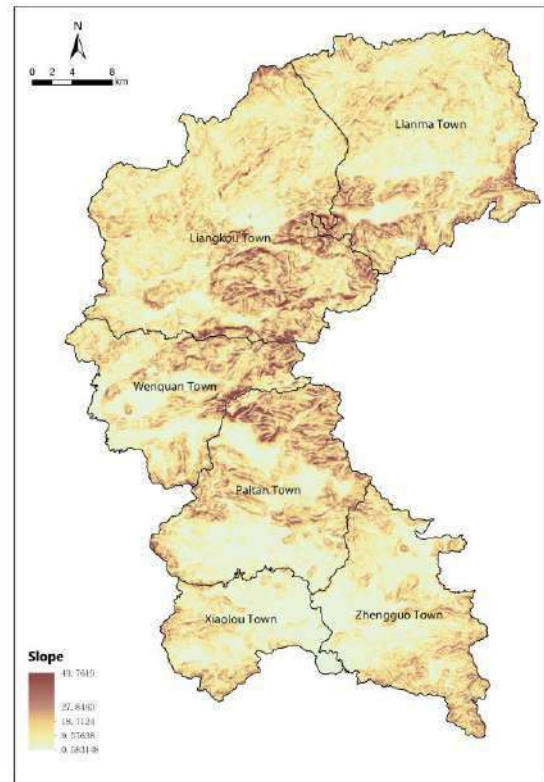 N
0 2 4 8
km
Lianma Town
Liangkou Town
Wenquan Town
Paitan Town
Xiaolou Town
Zhengguo Town
Slope